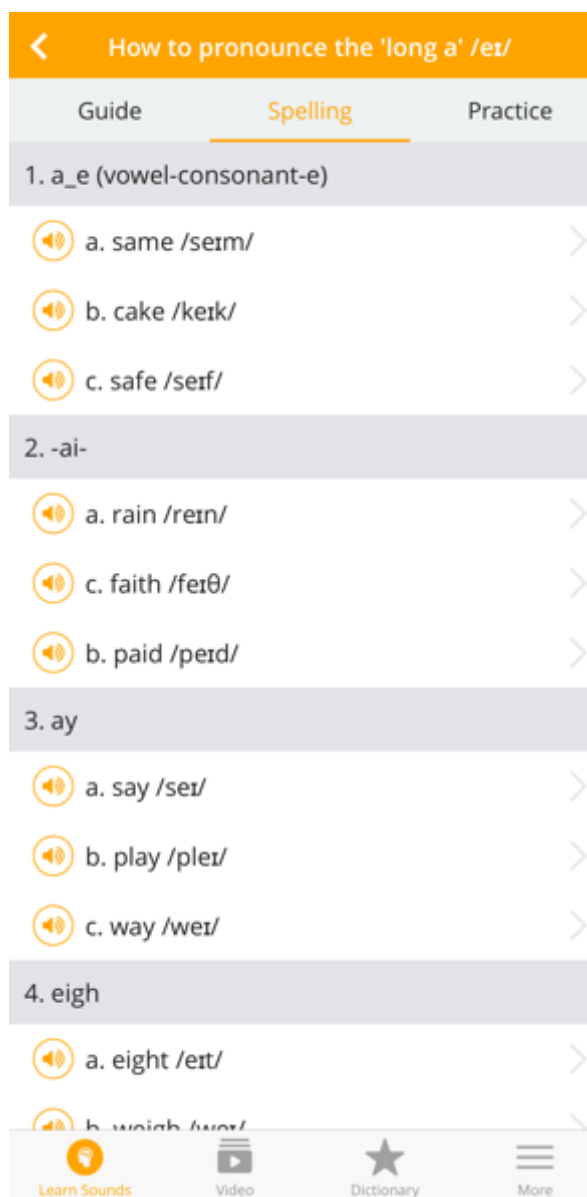 How to pronounce the 'long a' /eɪ/
Guide Spelling Practice
1. a_e (vowel-consonant-e)
a. same /seɪm/
b. cake /keɪk/
c. safe /seɪf/
2. -ai-
a. rain /reɪn/
c. faith /feɪθ/
b. paid /peɪd/
3. ay
a. say /seɪ/
b. play /pleɪ/
c. way /weɪ/
4. eigh
a. eight /eɪt/
b. weigh /weɪ/
Learn Sounds Video Dictionary More